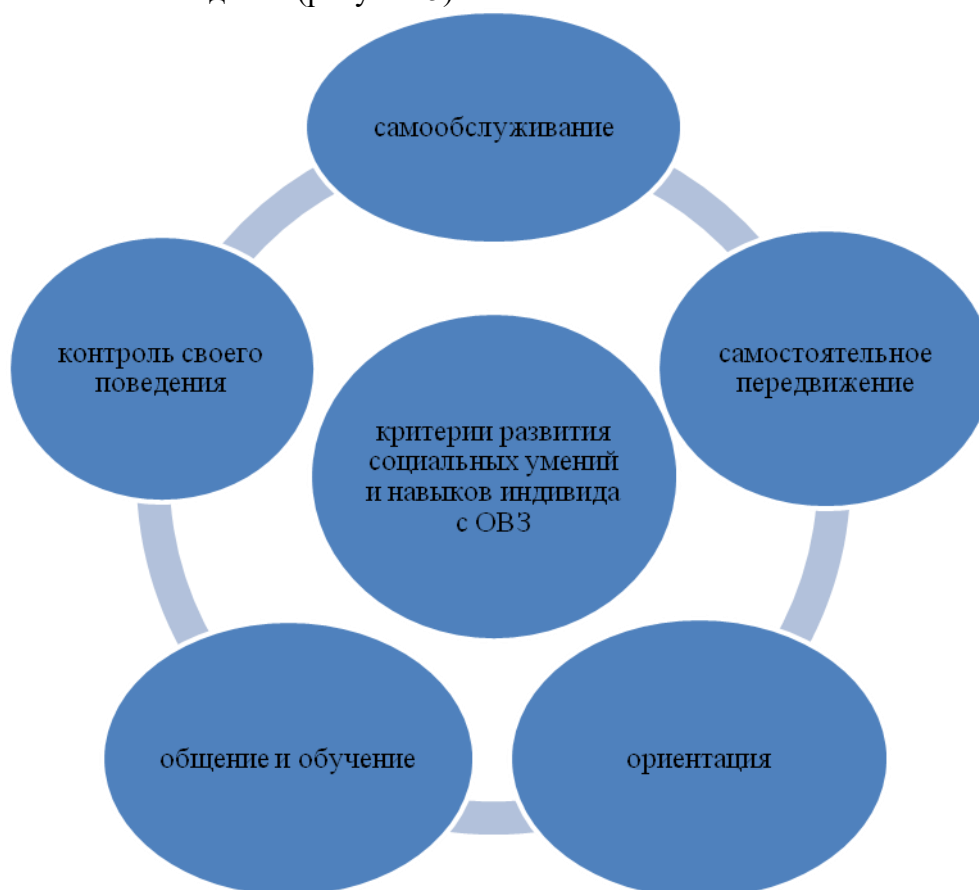 самообслуживание
самостоятельное
передвижение
ориентация
общение и обучение
контроль своего
поведения
критерии развития
социальных умений
и навыков индивида
с ОВЗ